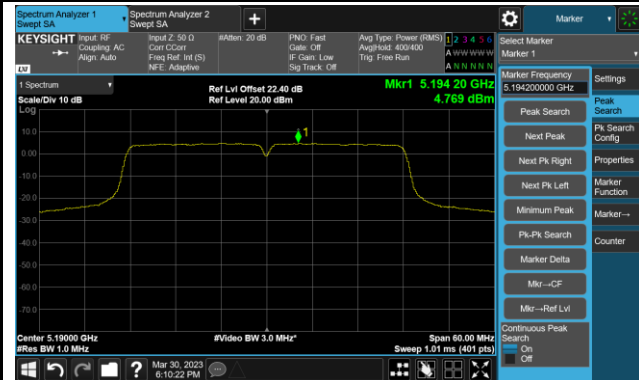 Spectrum Analyzer 1
Swept SA
Spectrum Analyzer 2
Swept SA
+
Marker
KEYSIGHT
LXI
Input: RF
Coupling: AC
Align: Auto
Input Z: 50 Ω
Corr CCorr
Freq Ref: Int (S)
NFE: Adaptive
#Atten: 20 dB
PNO: Fast
Gate: Off
IF Gain: Low
Sig Track: Off
Avg Type: Power (RMS)
Avg|Hold: 400/400
Trig: Free Run
1 2 3 4 5 6
A W W W W W
A N N N N N
Select Marker
Marker 1
1 Spectrum
Scale/Div 10 dB
Log
Ref Lvl Offset 22.40 dB
Ref Level 20.00 dBm
Mkr1 5.194 20 GHz
4.769 dBm
1
10.0
0.00
-10.0
-20.0
-30.0
-40.0
-50.0
-60.0
-70.0
Center 5.19000 GHz
#Res BW 1.0 MHz
#Video BW 3.0 MHz*
Span 60.00 MHz
Sweep 1.01 ms (401 pts)
Marker Frequency
5.194200000 GHz
Peak Search
Next Peak
Next Pk Right
Next Pk Left
Minimum Peak
Pk-Pk Search
Marker Delta
Mkr→CF
Mkr→Ref Lvl
Continuous Peak
Search
On
Off
Settings
Peak
Search
Pk Search
Config
Properties
Marker
Function
Marker→
Counter
?
Mar 30, 2023
6:10:22 PM